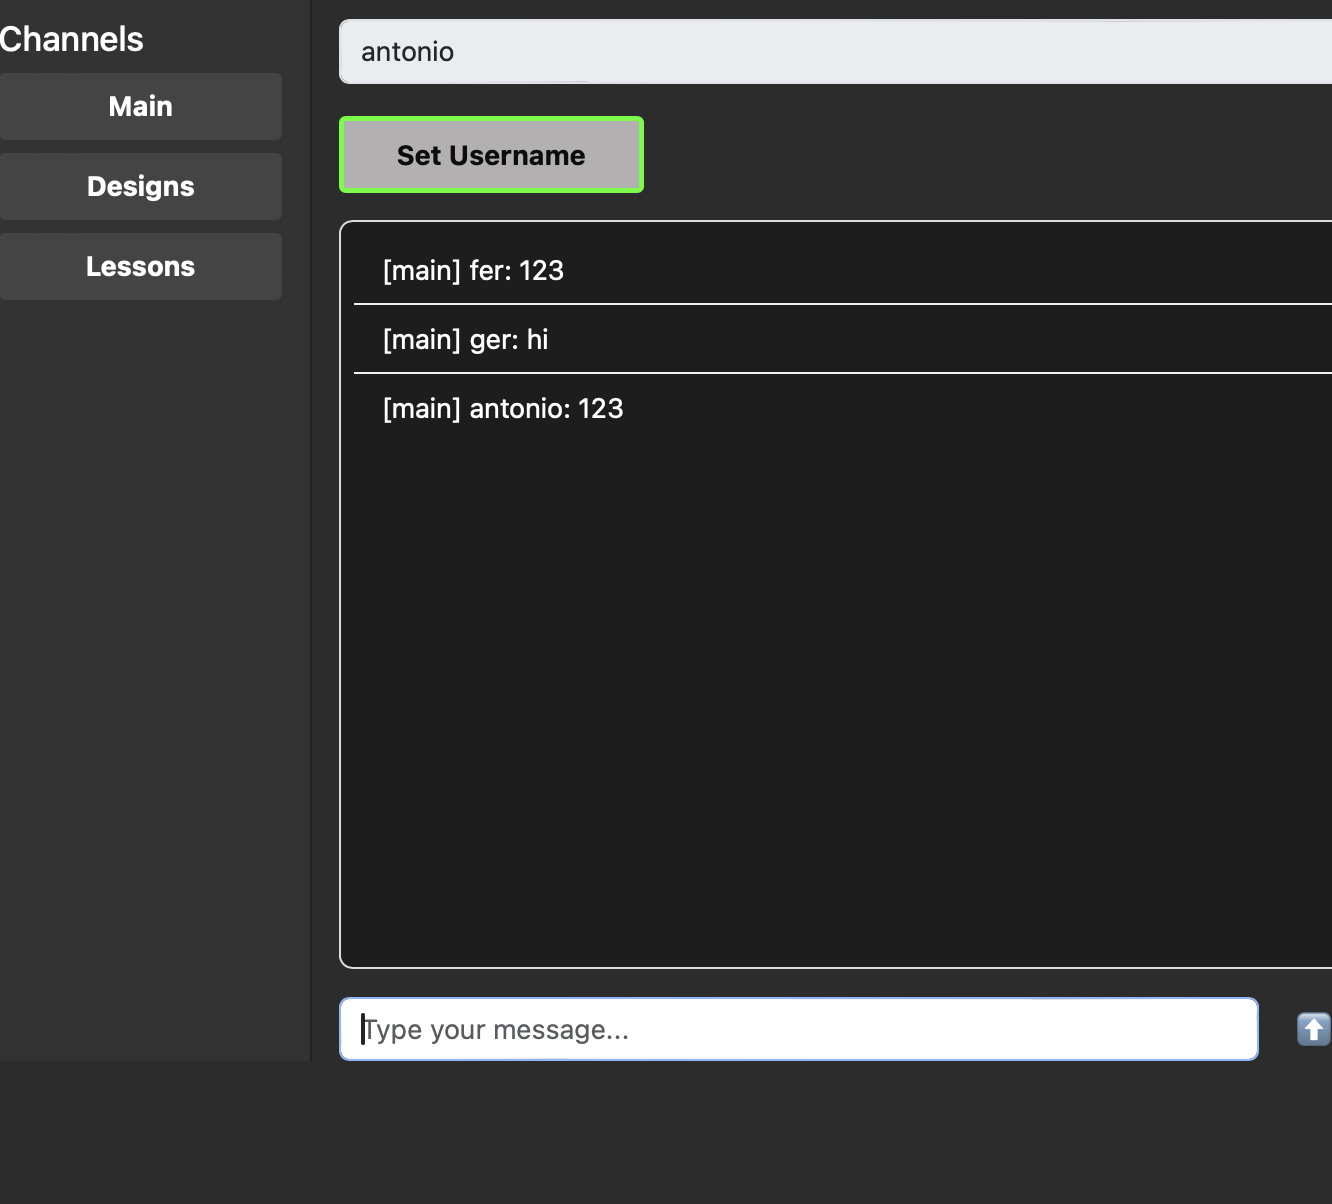 Channels
Main
Designs
Lessons
antonio
Set Username
[main] fer: 123
[main] ger: hi
[main] antonio: 123
Type your message...